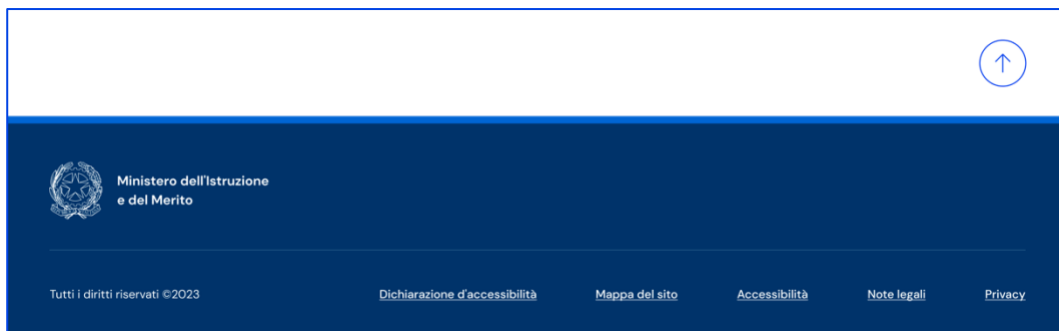 Ministero dell'Istruzione
e del Merito
Tutti i diritti riservati ©2023 Dichiarazione d'accessibilità Mappa del sito Accessibilità Note legali Privacy